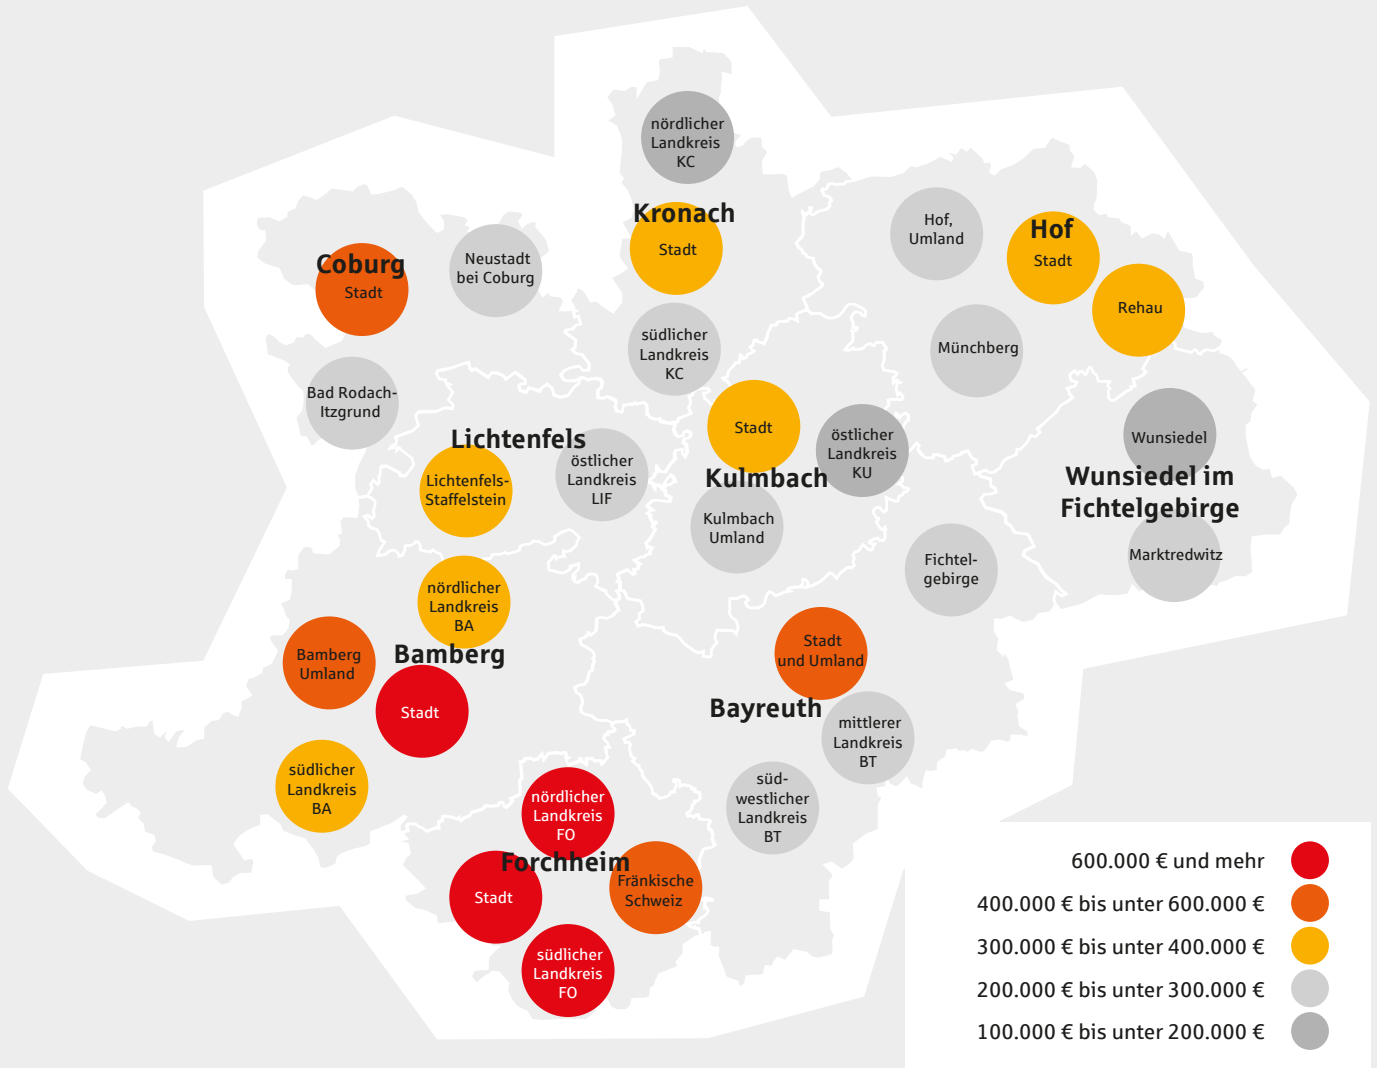 nördlicher
Landkreis
KC
Kronach
Stadt
südlicher
Landkreis
KC
Hof,
Umland
Hof
Stadt
Rehau
Münchberg
Coburg
Stadt
Neustadt
bei Coburg
Bad Rodach-
Itzgrund
Lichtenfels
Lichtenfels-
Staffelstein
östlicher
Landkreis
LIF
Stadt
Kulmbach
östlicher
Landkreis
KU
Kulmbach
Umland
Wunsiedel
Wunsiedel im
Fichtelgebirge
Marktredwitz
Fichtel-
gebirge
nördlicher
Landkreis
BA
Bamberg
Bamberg
Umland
Stadt
südlicher
Landkreis
BA
Stadt
und Umland
Bayreuth
mittlerer
Landkreis
BT
süd-
westlicher
Landkreis
BT
nördlicher
Landkreis
FO
Forchheim
Stadt
Fränkische
Schweiz
südlicher
Landkreis
FO
600.000 € und mehr
400.000 € bis unter 600.000 €
300.000 € bis unter 400.000 €
200.000 € bis unter 300.000 €
100.000 € bis unter 200.000 €